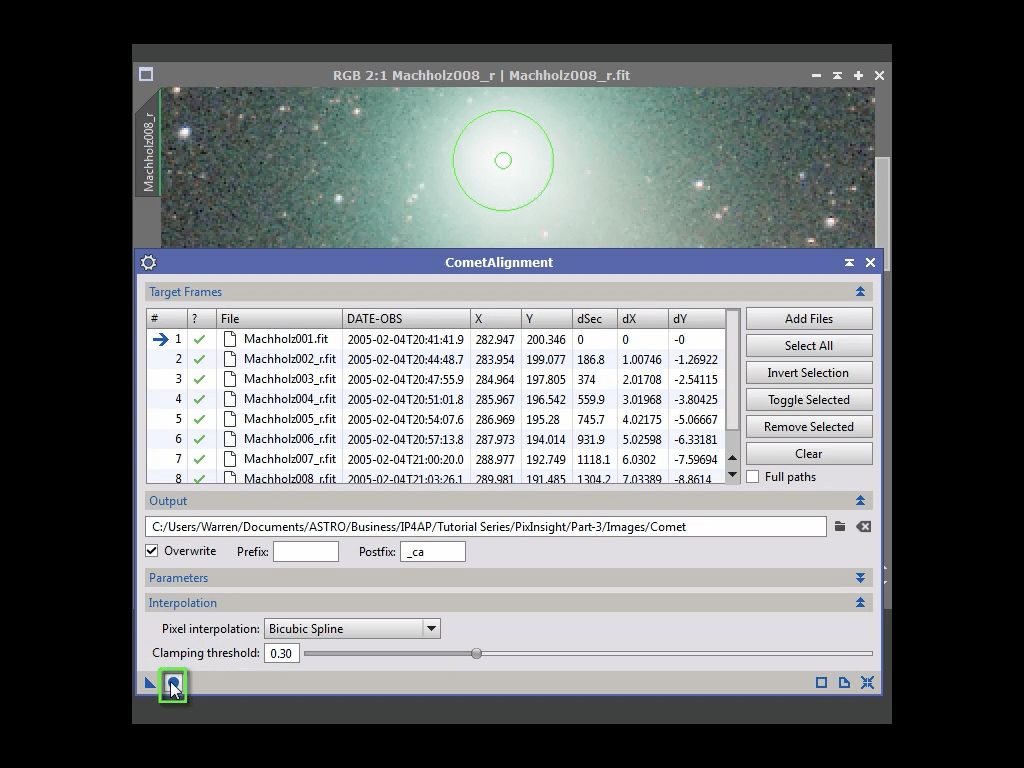 RGB 2:1 Machholz008_r | Machholz008_r.fit
Machholz008_r
CometAlignment
Target Frames
# ? File DATE-OBS X Y dSec dX dY
1 Machholz001.fit 2005-02-04T20:41:41.9 282.947 200.346 0 0 -0
2 Machholz002_r.fit 2005-02-04T20:44:48.7 283.954 199.077 186.8 1.00746 -1.26922
3 Machholz003_r.fit 2005-02-04T20:47:55.9 284.964 197.805 374 2.01708 -2.54115
4 Machholz004_r.fit 2005-02-04T20:51:01.8 285.967 196.542 559.9 3.01968 -3.80425
5 Machholz005_r.fit 2005-02-04T20:54:07.6 286.969 195.28 745.7 4.02175 -5.06667
6 Machholz006_r.fit 2005-02-04T20:57:13.8 287.973 194.014 931.9 5.02598 -6.33181
7 Machholz007_r.fit 2005-02-04T21:00:20.0 288.977 192.749 1118.1 6.0302 -7.59694
8 Machholz008_r.fit 2005-02-04T21:03:26.1 289.981 191.485 1304.2 7.03389 -8.8614
Add Files
Select All
Invert Selection
Toggle Selected
Remove Selected
Clear
Full paths
Output
C:/Users/Warren/Documents/ASTRO/Business/IP4AP/Tutorial Series/PixInsight/Part-3/Images/Comet
Overwrite Prefix: Postfix: _ca
Parameters
Interpolation
Pixel interpolation: Bicubic Spline
Clamping threshold: 0.30